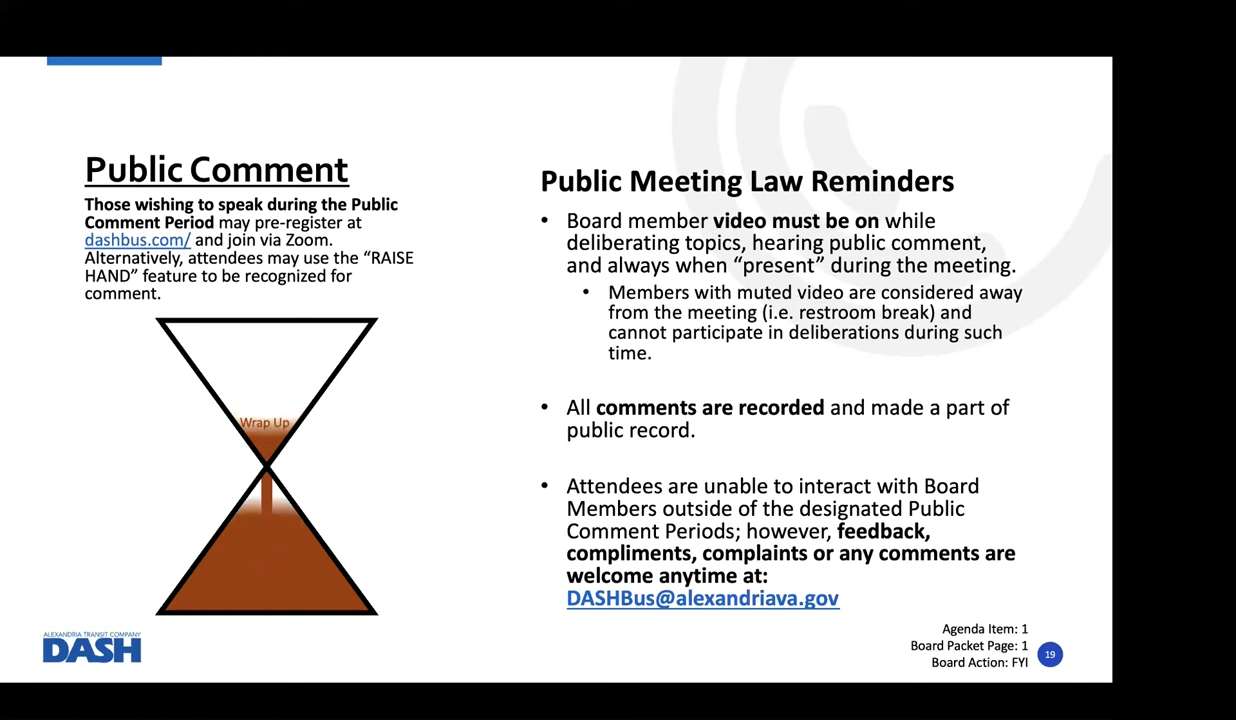 Public Comment
Those wishing to speak during the Public
Comment Period may pre-register at
dashbus.com/ and join via Zoom.
Alternatively, attendees may use the “RAISE
HAND” feature to be recognized for
comment.
Wrap Up
ALEXANDRIA TRANSIT COMPANY
DASH
Public Meeting Law Reminders
• Board member video must be on while
deliberating topics, hearing public comment,
and always when “present” during the meeting.
• Members with muted video are considered away
from the meeting (i.e. restroom break) and
cannot participate in deliberations during such
time.
• All comments are recorded and made a part of
public record.
• Attendees are unable to interact with Board
Members outside of the designated Public
Comment Periods; however, feedback,
compliments, complaints or any comments are
welcome anytime at:
DASHBus@alexandriava.gov
Agenda Item: 1
Board Packet Page: 1
Board Action: FYI
19